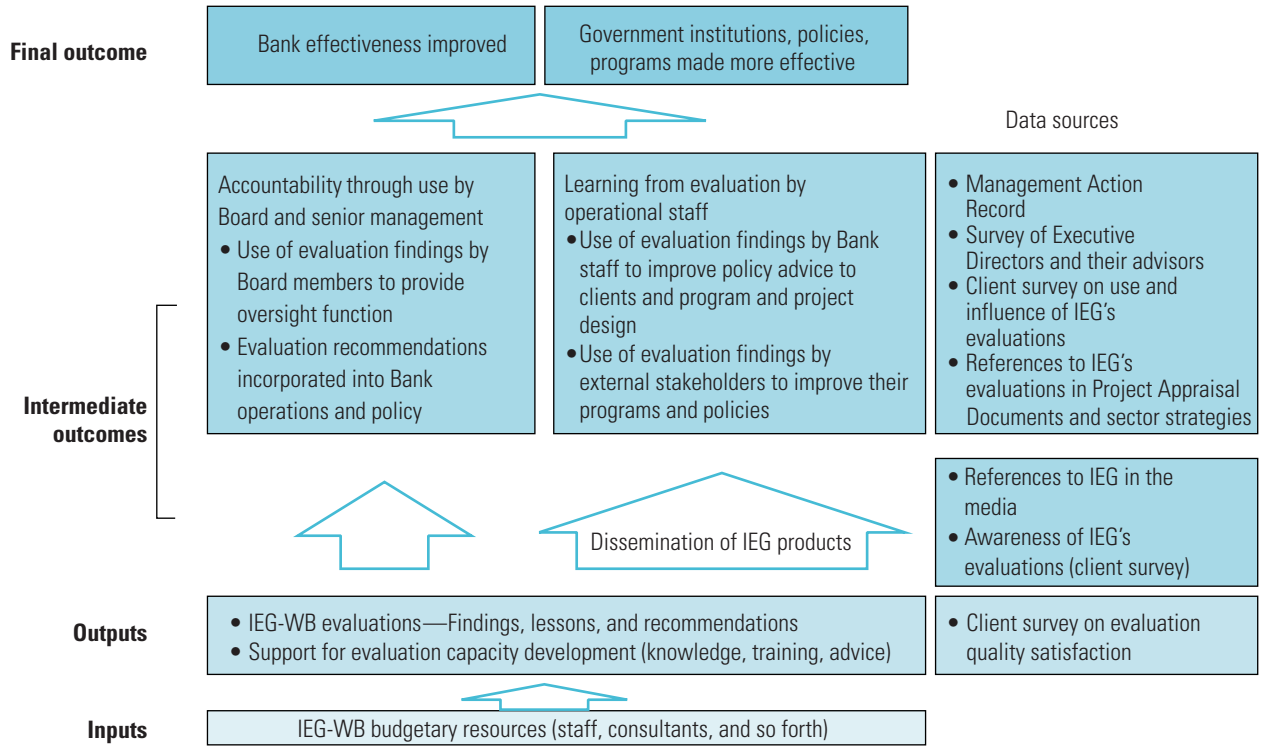 Final outcome
Bank effectiveness improved
Government institutions, policies,
programs made more effective
Data sources
Intermediate
outcomes
Accountability through use by
Board and senior management
• Use of evaluation findings by
Board members to provide
oversight function
• Evaluation recommendations
incorporated into Bank
operations and policy
Learning from evaluation by
operational staff
•Use of evaluation findings by Bank
staff to improve policy advice to
clients and program and project
design
•Use of evaluation findings by
external stakeholders to improve their
programs and policies
• Management Action
Record
• Survey of Executive
Directors and their advisors
• Client survey on use and
influence of IEG's
evaluations
• References to IEG's
evaluations in Project Appraisal
Documents and sector strategies
Dissemination of IEG products
• References to IEG in the
media
• Awareness of IEG's
evaluations (client survey)
Outputs
• IEG-WB evaluations—Findings, lessons, and recommendations
• Support for evaluation capacity development (knowledge, training, advice)
• Client survey on evaluation
quality satisfaction
Inputs
IEG-WB budgetary resources (staff, consultants, and so forth)